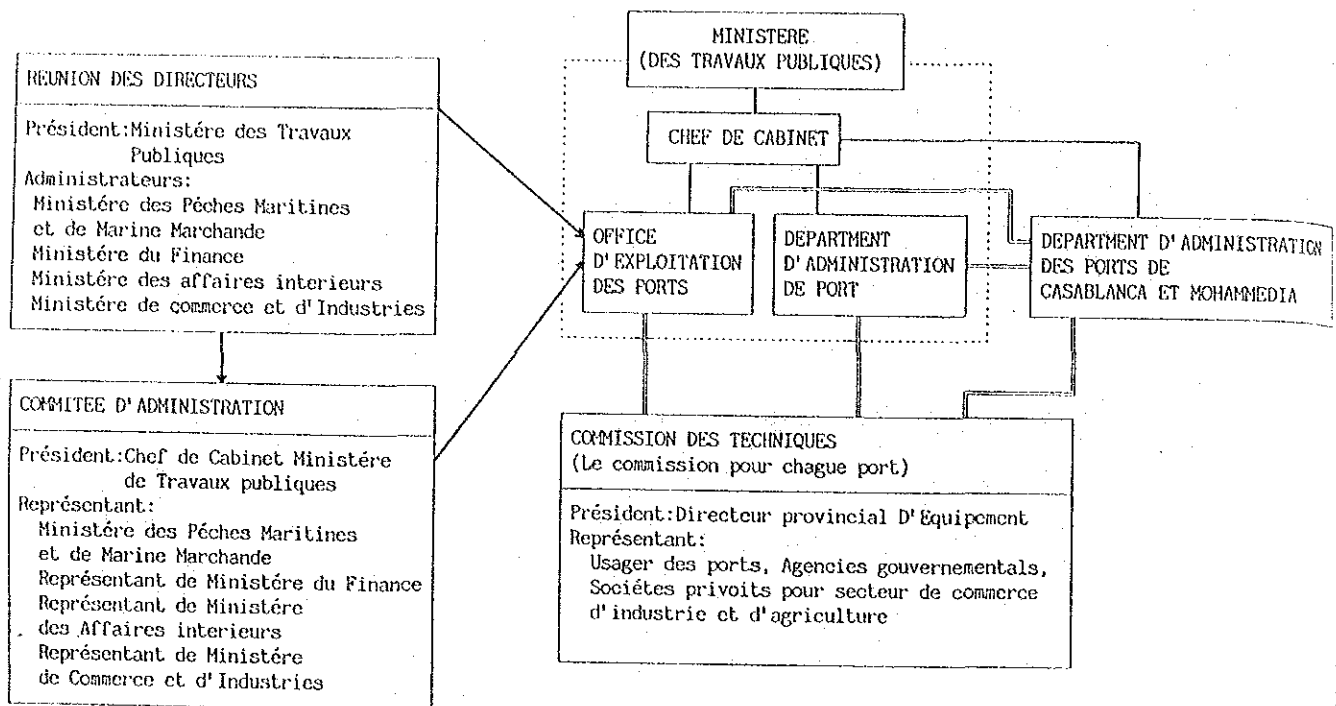 MINISTERE
(DES TRAVAUX PUBLIQUES)
CHEF DE CABINET
OFFICE
D'EXPLOITATION
DES PORTS
DEPARTMENT
D'ADMINISTRATION
DE PORT
DEPARTMENT D'ADMINISTRATION
DES PORTS DE
CASABLANCA ET MOHAMMEDIA
REUNION DES DIRECTEURS
Président:Ministére des Travaux
Publiques
Administrateurs:
Ministére des Péches Maritines
et de Marine Marchande
Ministére du Finance
Ministére des affaires interieurs
Ministére de commerce et d'Industries
COMMITEE D'ADMINISTRATION
Président:Chef de Cabinet Ministére
de Travaux publiques
Représentant:
Ministére des Péches Maritines
et de Marine Marchande
Représentant de Ministére du Finance
Représentant de Ministére
des Affaires interieurs
Représentant de Ministére
de Commerce et d'Industries
COMMISSION DES TECHNIQUES
(Le commission pour chague port)
Président:Directeur provincial D'Equipement
Représentant:
Usager des ports, Agencies gouvernementals,
Sociétes privoits pour secteur de commerce
d'industrie et d'agriculture